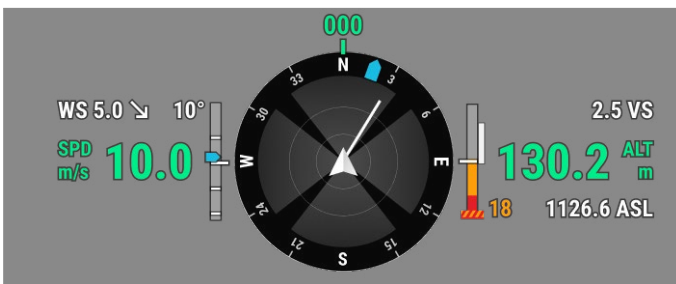 000
WS 5.0 ↘ 10°
SPD m/s 10.0
N
3
6
E
12
15
S
21
24
W
30
33
2.5 VS
130.2 ALT m
18 1126.6 ASL